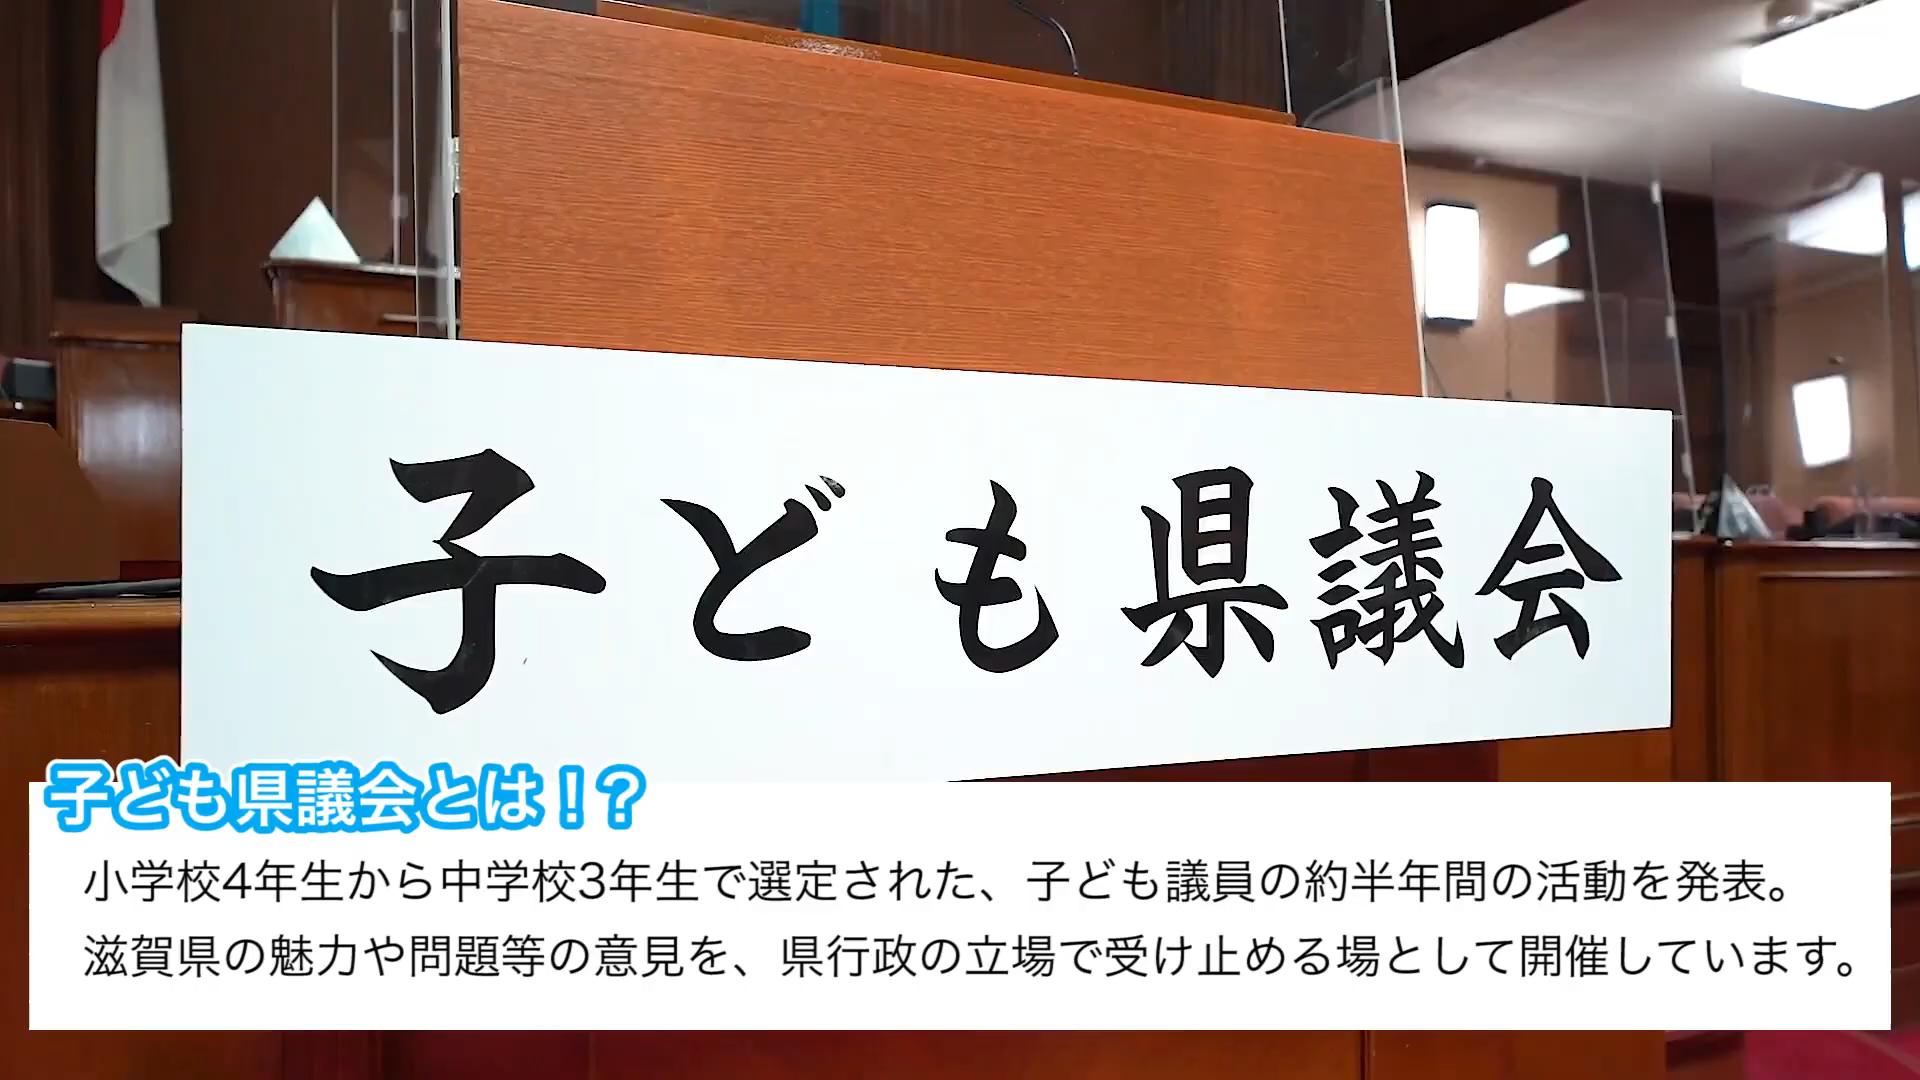 子ども県議会
子ども県議会とは！？
小学校4年生から中学校3年生で選定された、子ども議員の約半年間の活動を発表。
滋賀県の魅力や問題等の意見を、県行政の立場で受け止める場として開催しています。